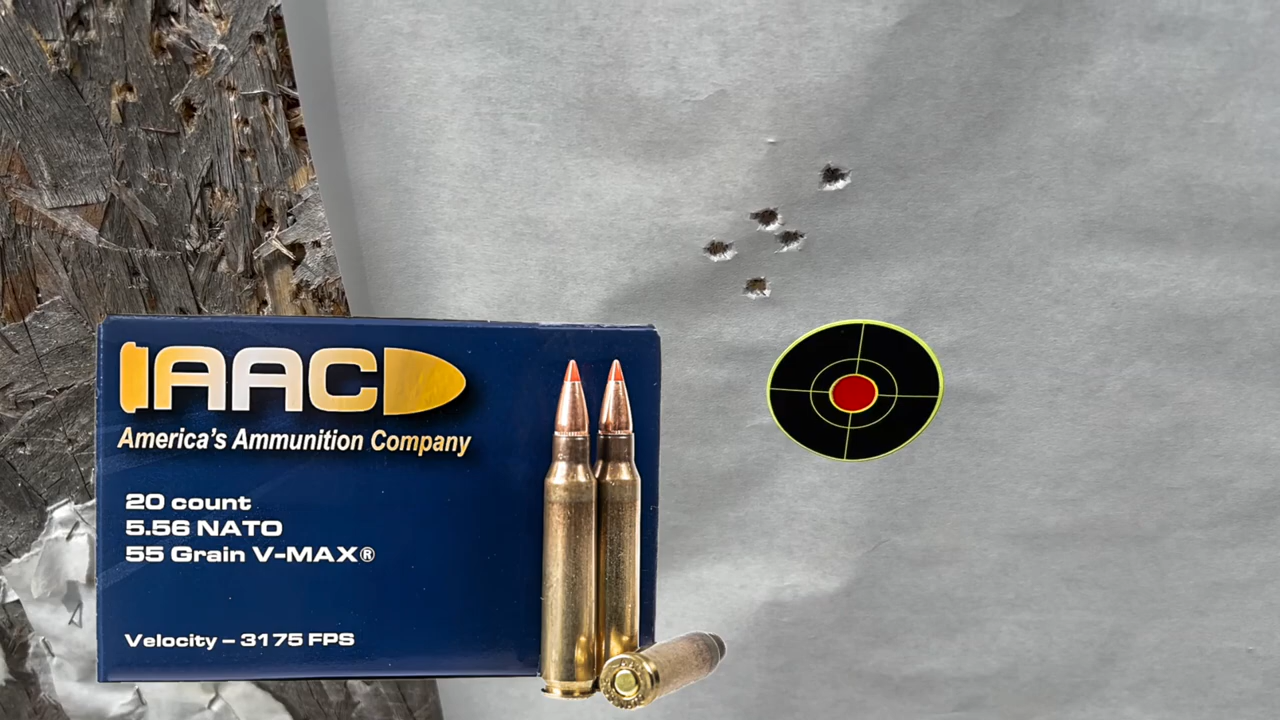 AAC
America's Ammunition Company
20 count
5.56 NATO
55 Grain V-MAX®
Velocity – 3175 FPS